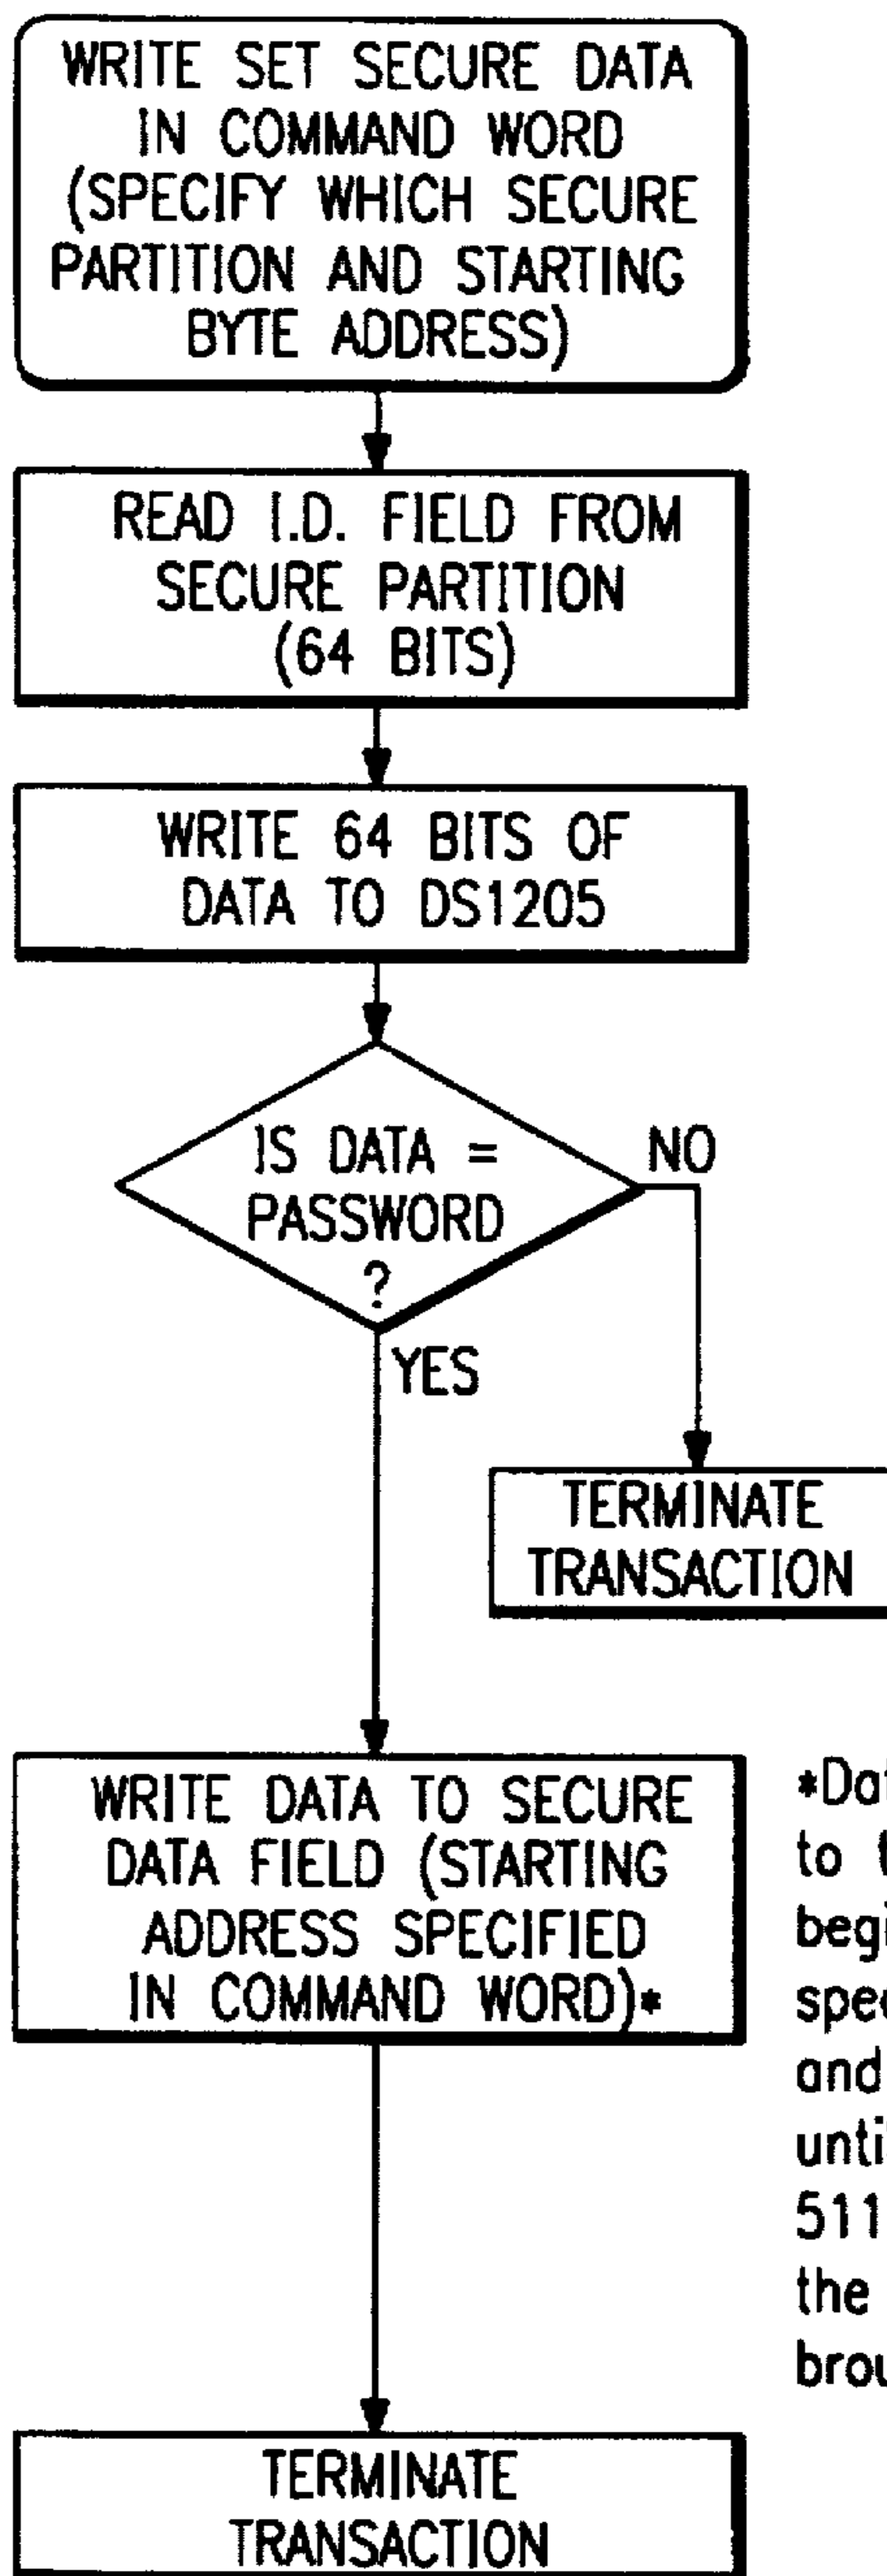 WRITE SET SECURE DATA
IN COMMAND WORD
(SPECIFY WHICH SECURE
PARTITION AND STARTING
BYTE ADDRESS)
READ I.D. FIELD FROM
SECURE PARTITION
(64 BITS)
WRITE 64 BITS OF
DATA TO DS1205
IS DATA =
PASSWORD
?
NO
YES
TERMINATE
TRANSACTION
WRITE DATA TO SECURE
DATA FIELD (STARTING
ADDRESS SPECIFIED
IN COMMAND WORD)*
to
and
511
the
TERMINATE
TRANSACTION